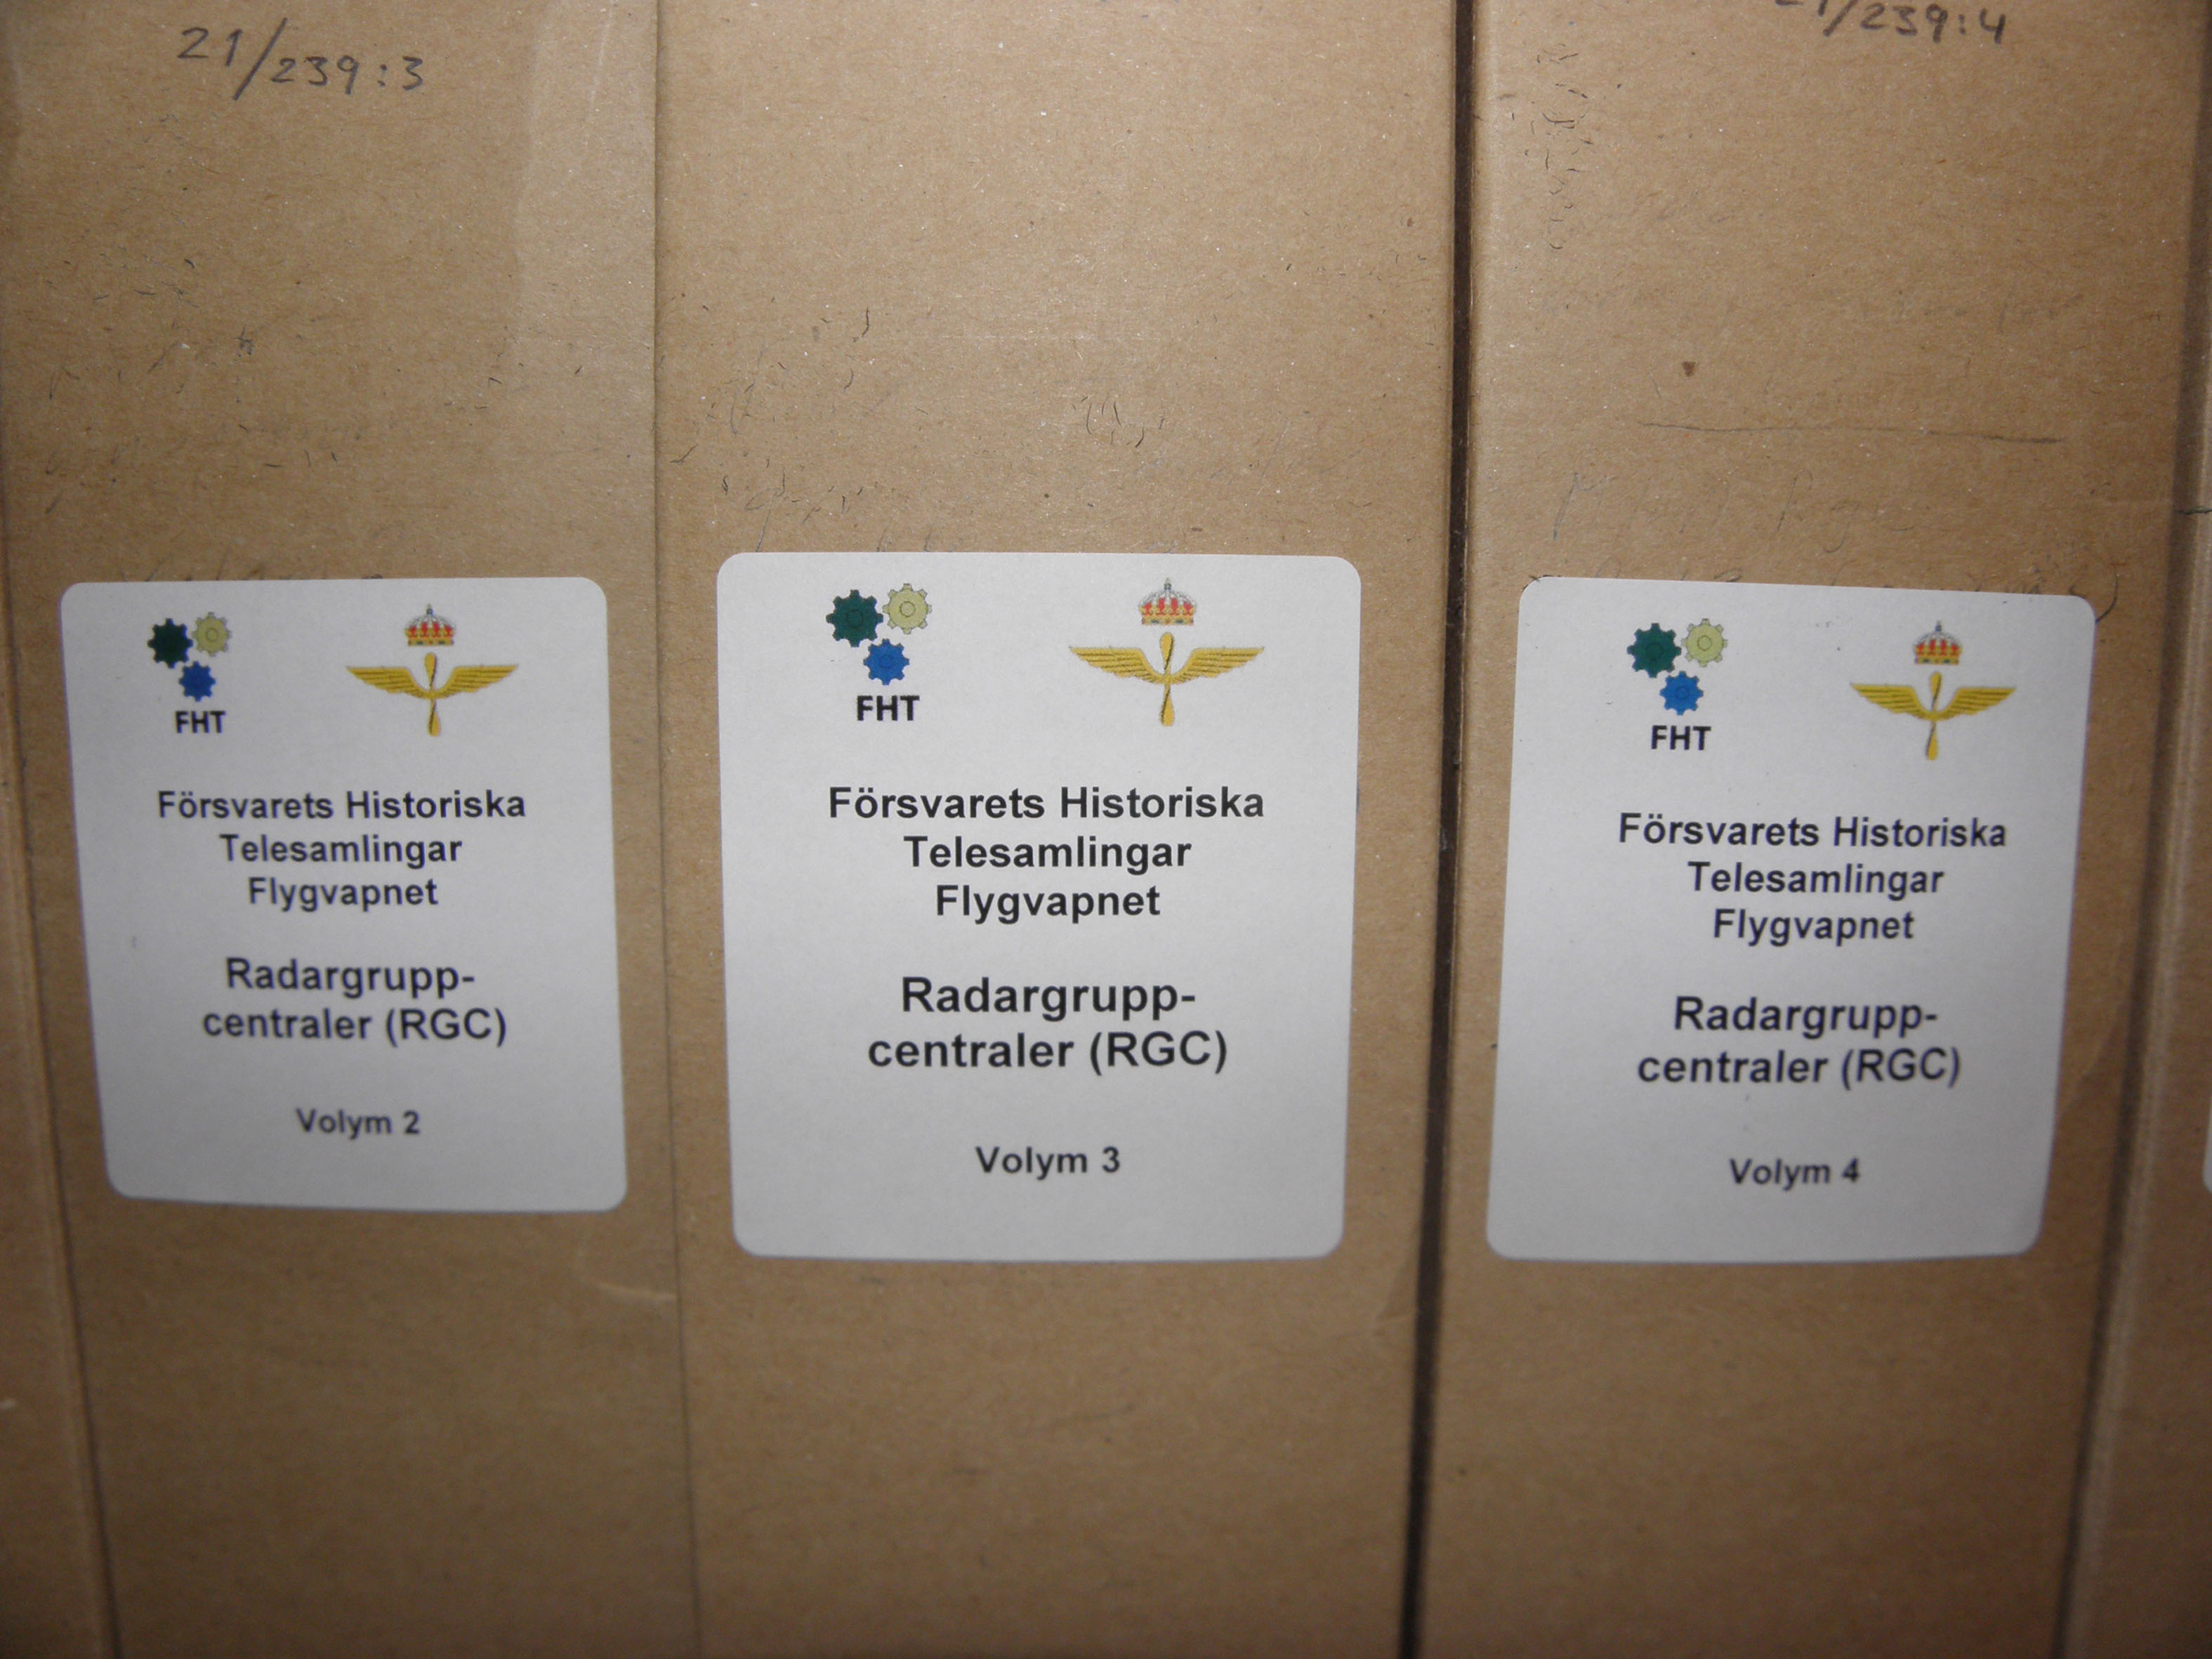 21/239:3
21/239:4
FHT
Försvarets Historiska
Telesamlingar
Flygvapnet
Radargrupp-
centraler (RGC)
Volym 2
FHT
Försvarets Historiska
Telesamlingar
Flygvapnet
Radargrupp-
centraler (RGC)
Volym 3
FHT
Försvarets Historiska
Telesamlingar
Flygvapnet
Radargrupp-
centraler (RGC)
Volym 4